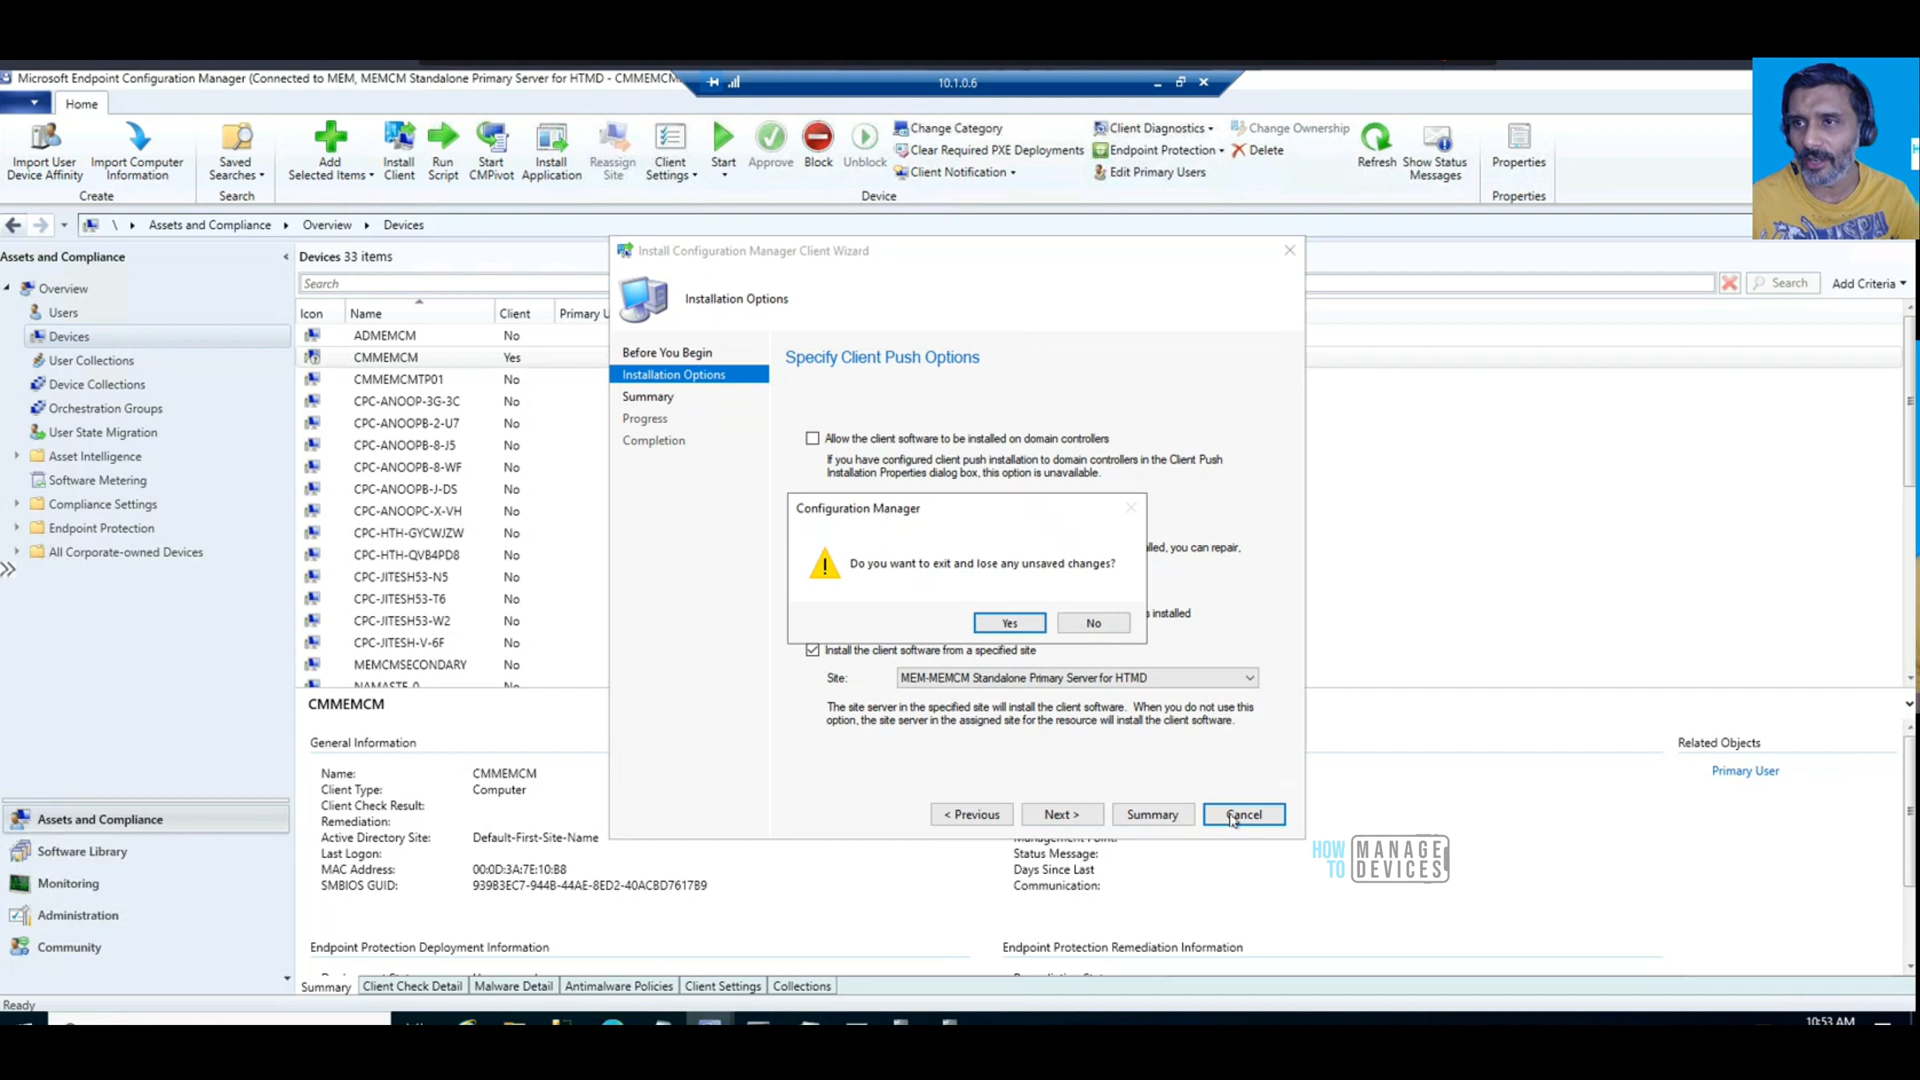 Microsoft Endpoint Configuration Manager (Connected to MEM, MEMCM Standalone Primary Server for HTMD - CMMEMCM.
10.1.0.6
Home
Import User
Device Affinity
Import Computer
Information
Create
Saved
Searches
Search
Add
Selected Items
Install
Client
Run
Script
Start
CMPivot
Install
Application
Reassign
Site
Client
Settings
Start
Approve
Block
Unblock
Change Category
Clear Required PXE Deployments
Client Notification
Client Diagnostics
Endpoint Protection
Edit Primary Users
Change Ownership
Delete
Device
Refresh
Show Status
Messages
Properties
Properties
\ Assets and Compliance Overview Devices
Assets and Compliance
Overview
Users
Devices
User Collections
Device Collections
Orchestration Groups
User State Migration
Asset Intelligence
Software Metering
Compliance Settings
Endpoint Protection
All Corporate-owned Devices
Assets and Compliance
Software Library
Monitoring
Administration
Community
Ready
Devices 33 items
Search
Search
Add Criteria
Icon Name Client Primary U
ADMEMCM No
CMMEMCM Yes
CMMEMCMTP01 No
CPC-ANOOP-3G-3C No
CPC-ANOOPB-2-U7 No
CPC-ANOOPB-8-J5 No
CPC-ANOOPB-8-WF No
CPC-ANOOPB-J-DS No
CPC-ANOOPC-X-VH No
CPC-HTH-GYCWJZW No
CPC-HTH-QVB4PD8 No
CPC-JITESH53-N5 No
CPC-JITESH53-T6 No
CPC-JITESH53-W2 No
CPC-JITESH-V-6F No
MEMCMSECONDARY No
NAMASTE-0 No
Install Configuration Manager Client Wizard
Installation Options
Before You Begin
Installation Options
Summary
Progress
Completion
Specify Client Push Options
Allow the client software to be installed on domain controllers
If you have configured client push installation to domain controllers in the Client Push
Installation Properties dialog box, this option is unavailable.
Configuration Manager
Do you want to exit and lose any unsaved changes?
Yes
No
you can repair,
installed
Install the client software from a specified site
Site: MEM-MEMCM Standalone Primary Server for HTMD
The site server in the specified site will install the client software. When you do not use this
option, the site server in the assigned site for the resource will install the client software.
< Previous
Next >
Summary
Cancel
CMMEMCM
General Information
Name: CMMEMCM
Client Type: Computer
Client Check Result:
Remediation:
Active Directory Site: Default-First-Site-Name
Last Logon:
MAC Address: 00:0D:3A:7E:10:B8
SMBIOS GUID: 939B3EC7-944B-44AE-8ED2-40ACBD7617B9
Status Message:
Days Since Last
Communication:
Related Objects
Primary User
HOW TO MANAGE DEVICES
Endpoint Protection Deployment Information
Endpoint Protection Remediation Information
Summary
Client Check Detail
Malware Detail
Antimalware Policies
Client Settings
Collections
10:53 AM